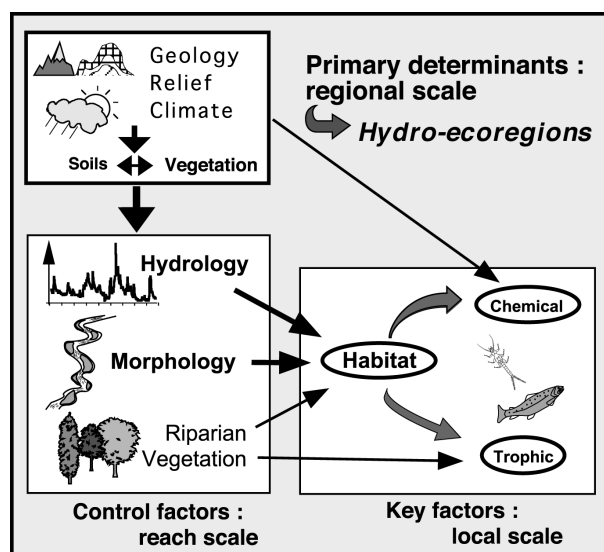 Geology
Relief
Climate
Soils Vegetation
Primary determinants :
regional scale
Hydro-ecoregions
Hydrology
Morphology
Riparian
Vegetation
Control factors :
reach scale
Habitat
Chemical
Trophic
Key factors :
local scale